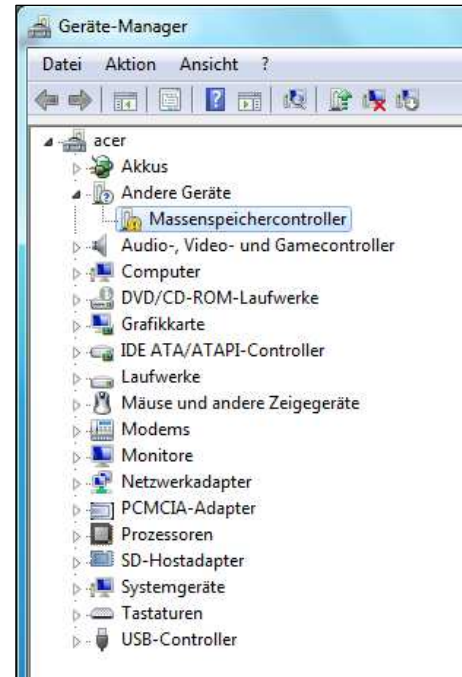 Geräte-Manager
Datei Aktion Ansicht ?
acer
Akkus
Andere Geräte
Massenspeichercontroller
Audio-, Video- und Gamecontroller
Computer
DVD/CD-ROM-Laufwerke
Grafikkarte
IDE ATA/ATAPI-Controller
Laufwerke
Mäuse und andere Zeigegeräte
Modems
Monitore
Netzwerkadapter
PCMCIA-Adapter
Prozessoren
SD-Hostadapter
Systemgeräte
Tastaturen
USB-Controller